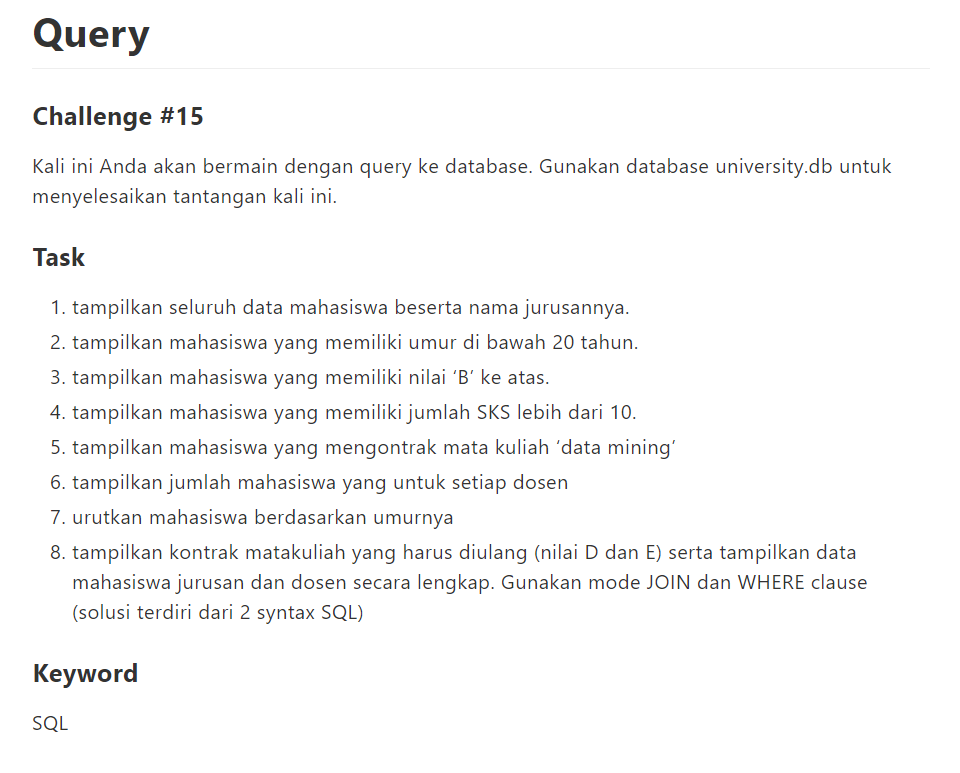 Query
Challenge #15
Kali ini Anda akan bermain dengan query ke database. Gunakan database university.db untuk
menyelesaikan tantangan kali ini.
Task
1. tampilkan seluruh data mahasiswa beserta nama jurusannya.
2. tampilkan mahasiswa yang memiliki umur di bawah 20 tahun.
3. tampilkan mahasiswa yang memiliki nilai ‘B’ ke atas.
4. tampilkan mahasiswa yang memiliki jumlah SKS lebih dari 10.
5. tampilkan mahasiswa yang mengontrak mata kuliah ‘data mining’
6. tampilkan jumlah mahasiswa yang untuk setiap dosen
7. urutkan mahasiswa berdasarkan umurnya
8. tampilkan kontrak matakuliah yang harus diulang (nilai D dan E) serta tampilkan data
mahasiswa jurusan dan dosen secara lengkap. Gunakan mode JOIN dan WHERE clause
(solusi terdiri dari 2 syntax SQL)
Keyword
SQL